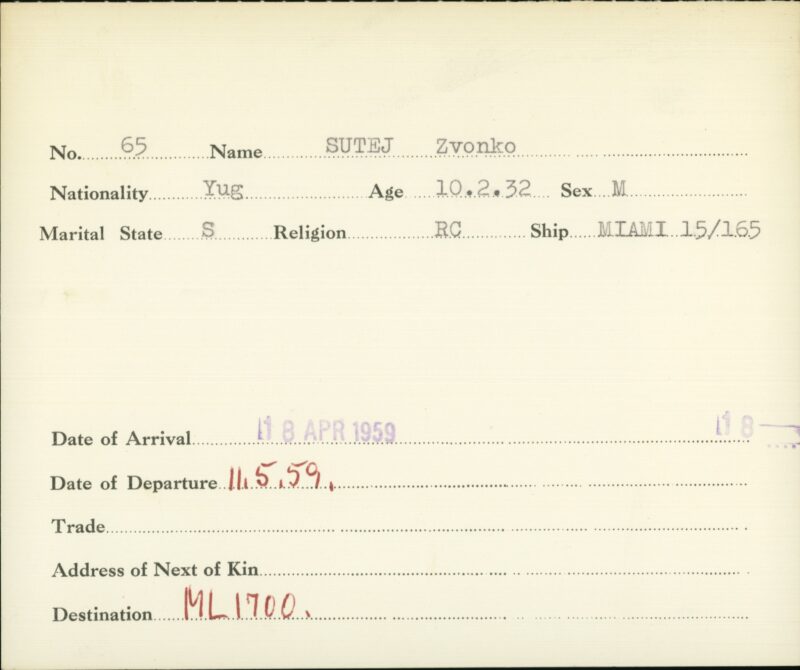 No. 65 Name SUTEJ Zvonko
Nationality Yug Age 10.2.32 Sex M
Marital State S Religion RC Ship MIAMI 15/165
Date of Arrival 18 APR 1959 18
Date of Departure 11.5.59.
Trade
Address of Next of Kin
Destination ML1700.